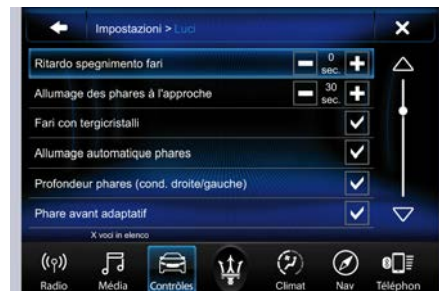 Impostazioni > Luci
Ritardo spegnimento fari
0
sec.
Allumage des phares à l'approche
30
sec.
Fari con tergicristalli
Allumage automatique phares
Profondeur phares (cond. droite/gauche)
Phare avant adaptatif
X voci in elenco
Radio Média Contrôles Climat Nav Téléphon